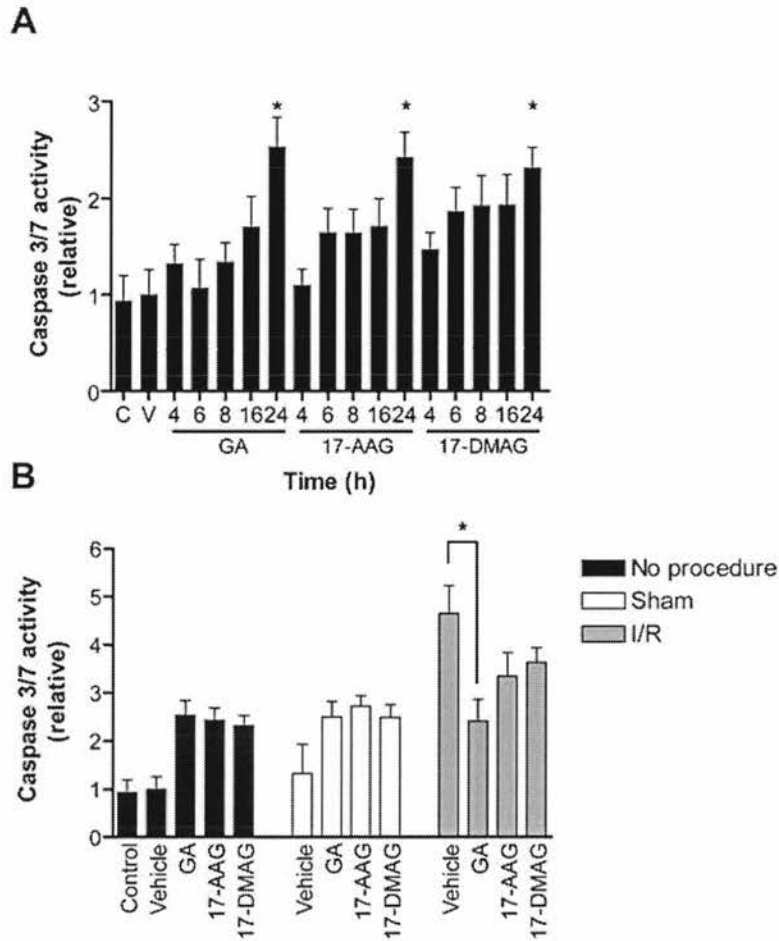 A
Caspase 3/7 activity
(relative)
3
2
1
0
* * *
C V 4 6 8 16 24 4 6 8 16 24 4 6 8 16 24
GA 17-AAG 17-DMAG
Time (h)
B
Caspase 3/7 activity
(relative)
6
5
4
3
2
1
0
*
No procedure
Sham
I/R
Control
Vehicle
GA
17-AAG
17-DMAG
Vehicle
GA
17-AAG
17-DMAG
Vehicle
GA
17-AAG
17-DMAG